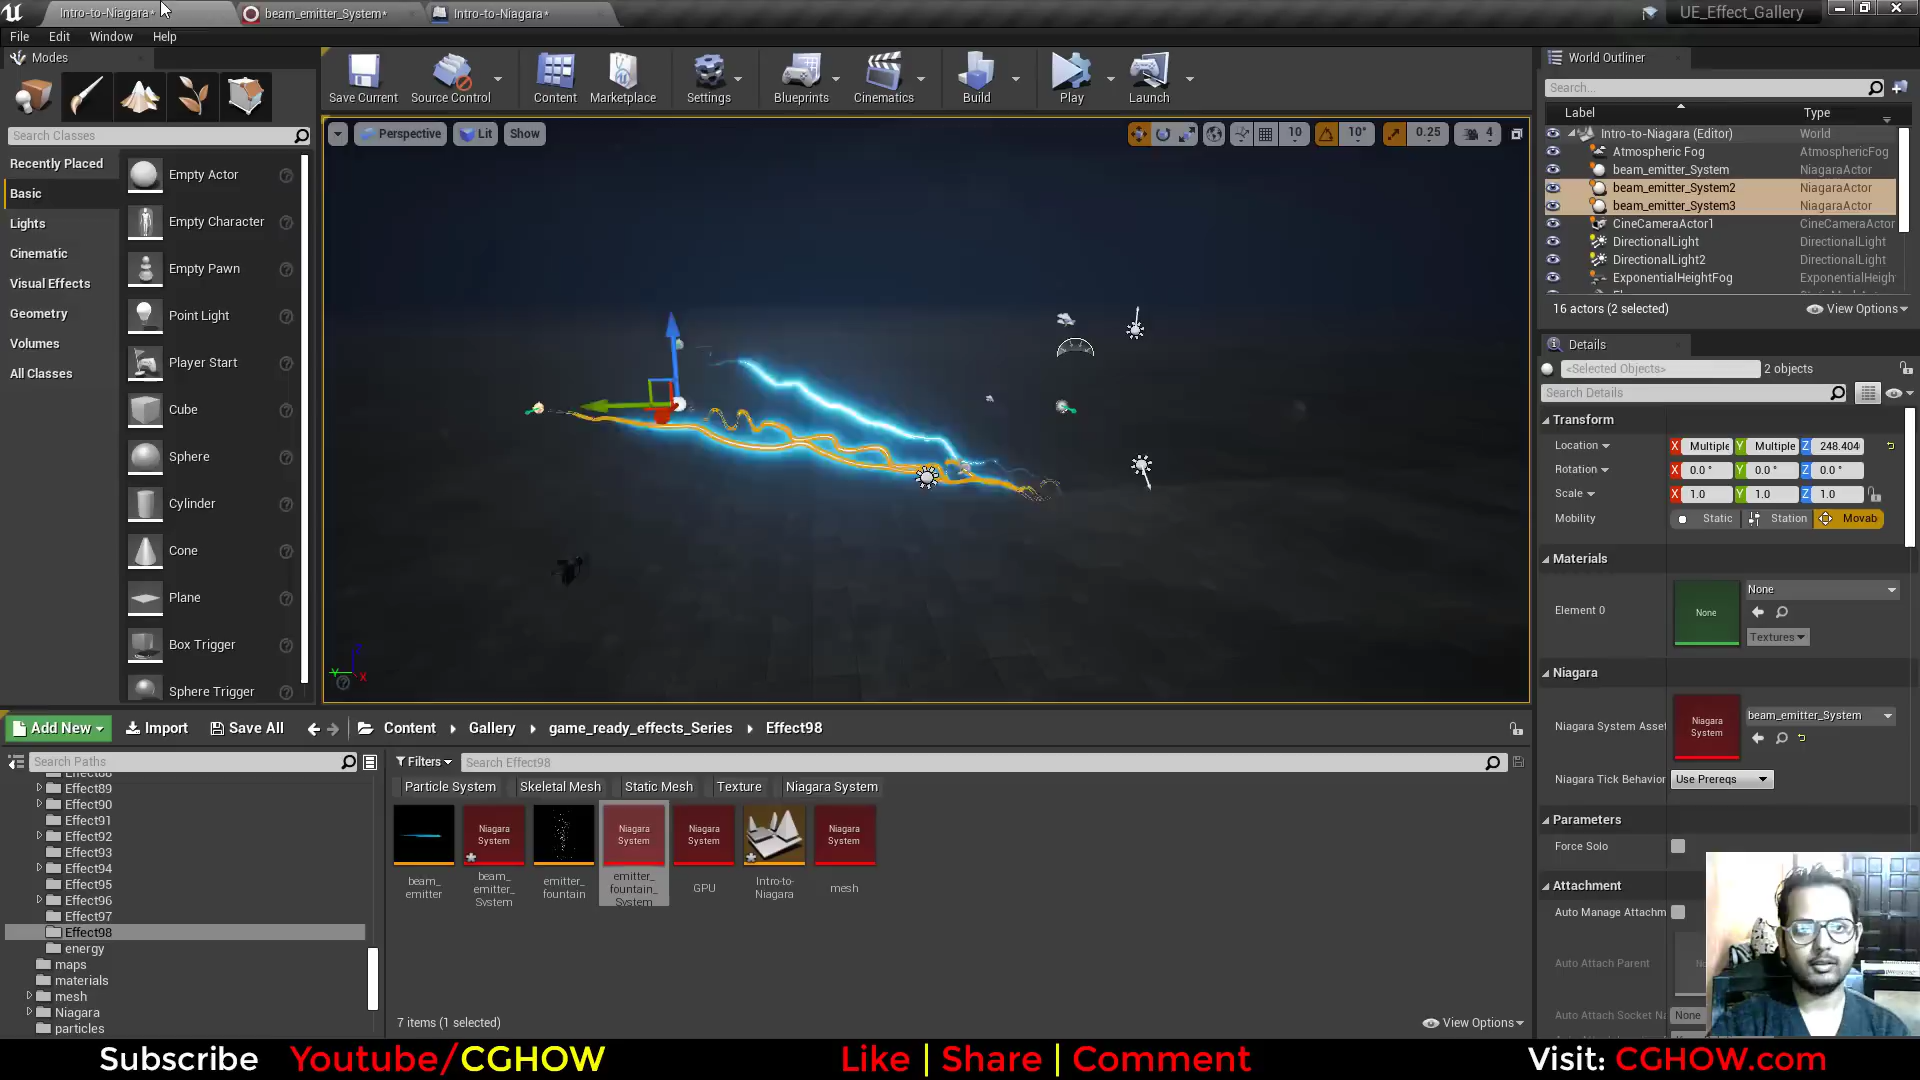 Intro-to-Niagara*
beam_emitter_System*
Intro-to-Niagara*
UE_Effect_Gallery
File Edit Window Help
Modes
Search Classes
Recently Placed
Basic
Lights
Cinematic
Visual Effects
Geometry
Volumes
All Classes
Empty Actor
Empty Character
Empty Pawn
Point Light
Player Start
Cube
Sphere
Cylinder
Cone
Plane
Box Trigger
Sphere Trigger
Save Current
Source Control
Content
Marketplace
Settings
Blueprints
Cinematics
Build
Play
Launch
Perspective Lit Show
10 10° 0.25 4
Y
X
World Outliner
Search...
Label Type
Intro-to-Niagara (Editor) World
Atmospheric Fog AtmosphericFog
beam_emitter_System NiagaraActor
beam_emitter_System2 NiagaraActor
beam_emitter_System3 NiagaraActor
CineCameraActor1 CineCameraActor
DirectionalLight DirectionalLight
DirectionalLight2 DirectionalLight
ExponentialHeightFog ExponentialHeigh
16 actors (2 selected) View Options
Details
<Selected Objects> 2 objects
Search Details
Transform
Location X Multiple Y Multiple Z 248.404
Rotation X 0.0 ° Y 0.0 ° Z 0.0 °
Scale X 1.0 Y 1.0 Z 1.0
Mobility Static Station Movab
Materials
Element 0
None
None
Textures
Niagara
Niagara System Asset
Niagara System
beam_emitter_System
Niagara Tick Behavior Use Prereqs
Parameters
Force Solo
Attachment
Auto Manage Attachm
Auto Attach Parent
Auto Attach Socket Na None
Add New Import Save All Content Gallery game_ready_effects_Series Effect98
Search Paths
Effect89
Effect90
Effect91
Effect92
Effect93
Effect94
Effect95
Effect96
Effect97
Effect98
energy
maps
materials
mesh
Niagara
particles
Filters Search Effect98
Particle System Skeletal Mesh Static Mesh Texture Niagara System
Niagara System
Niagara System
Niagara System
Niagara System
beam_emitter
beam_emitter_System
emitter_fountain
emitter_fountain_System
GPU
Intro-to-Niagara
mesh
7 items (1 selected) View Options
Subscribe Youtube/CGHOW Like | Share | Comment Visit: CGHOW.com